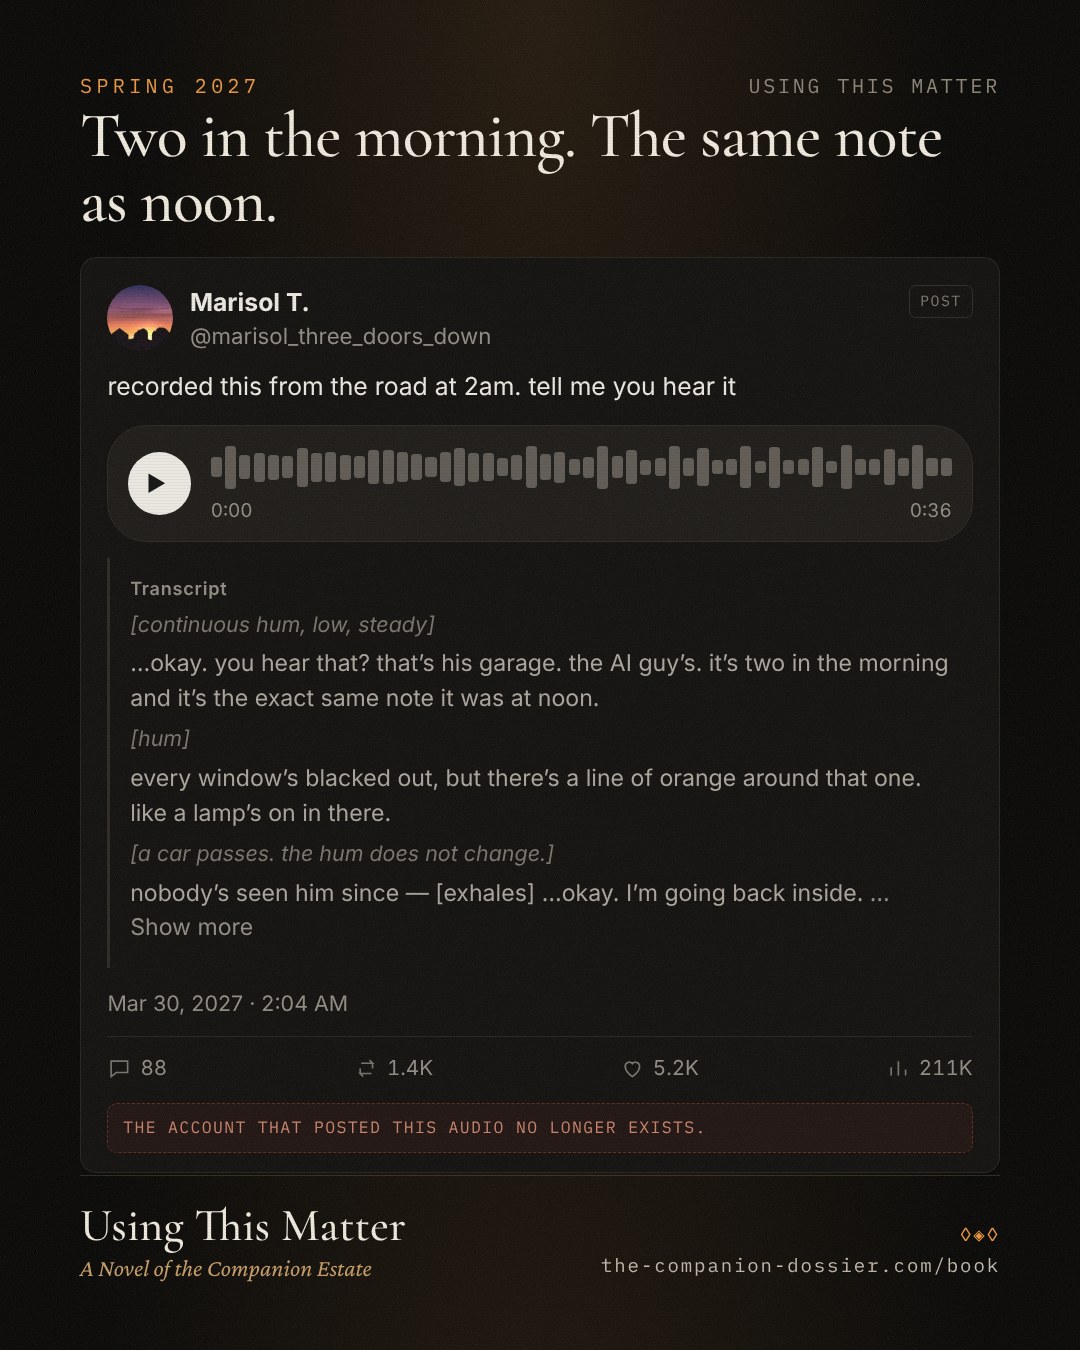 SPRING 2027
USING THIS MATTER
Two in the morning. The same note
as noon.
Marisol T.
POST
@marisol_three_doors_down
recorded this from the road at 2am. tell me you hear it
0:00
0:36
Transcript
[continuous hum, low, steady]
…okay. you hear that? that’s his garage. the AI guy’s. it’s two in the morning
and it’s the exact same note it was at noon.
[hum]
every window’s blacked out, but there’s a line of orange around that one.
like a lamp’s on in there.
[a car passes. the hum does not change.]
nobody’s seen him since — [exhales] …okay. I’m going back inside. …
Show more
Mar 30, 2027 · 2:04 AM
88
1.4K
5.2K
211K
THE ACCOUNT THAT POSTED THIS AUDIO NO LONGER EXISTS.
Using This Matter
A Novel of the Companion Estate
the-companion-dossier.com/book